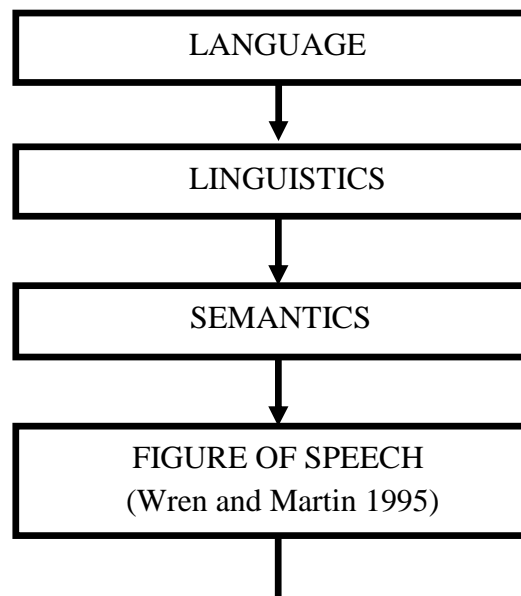 LANGUAGE
LINGUISTICS
SEMANTICS
FIGURE OF SPEECH
(Wren and Martin 1995)